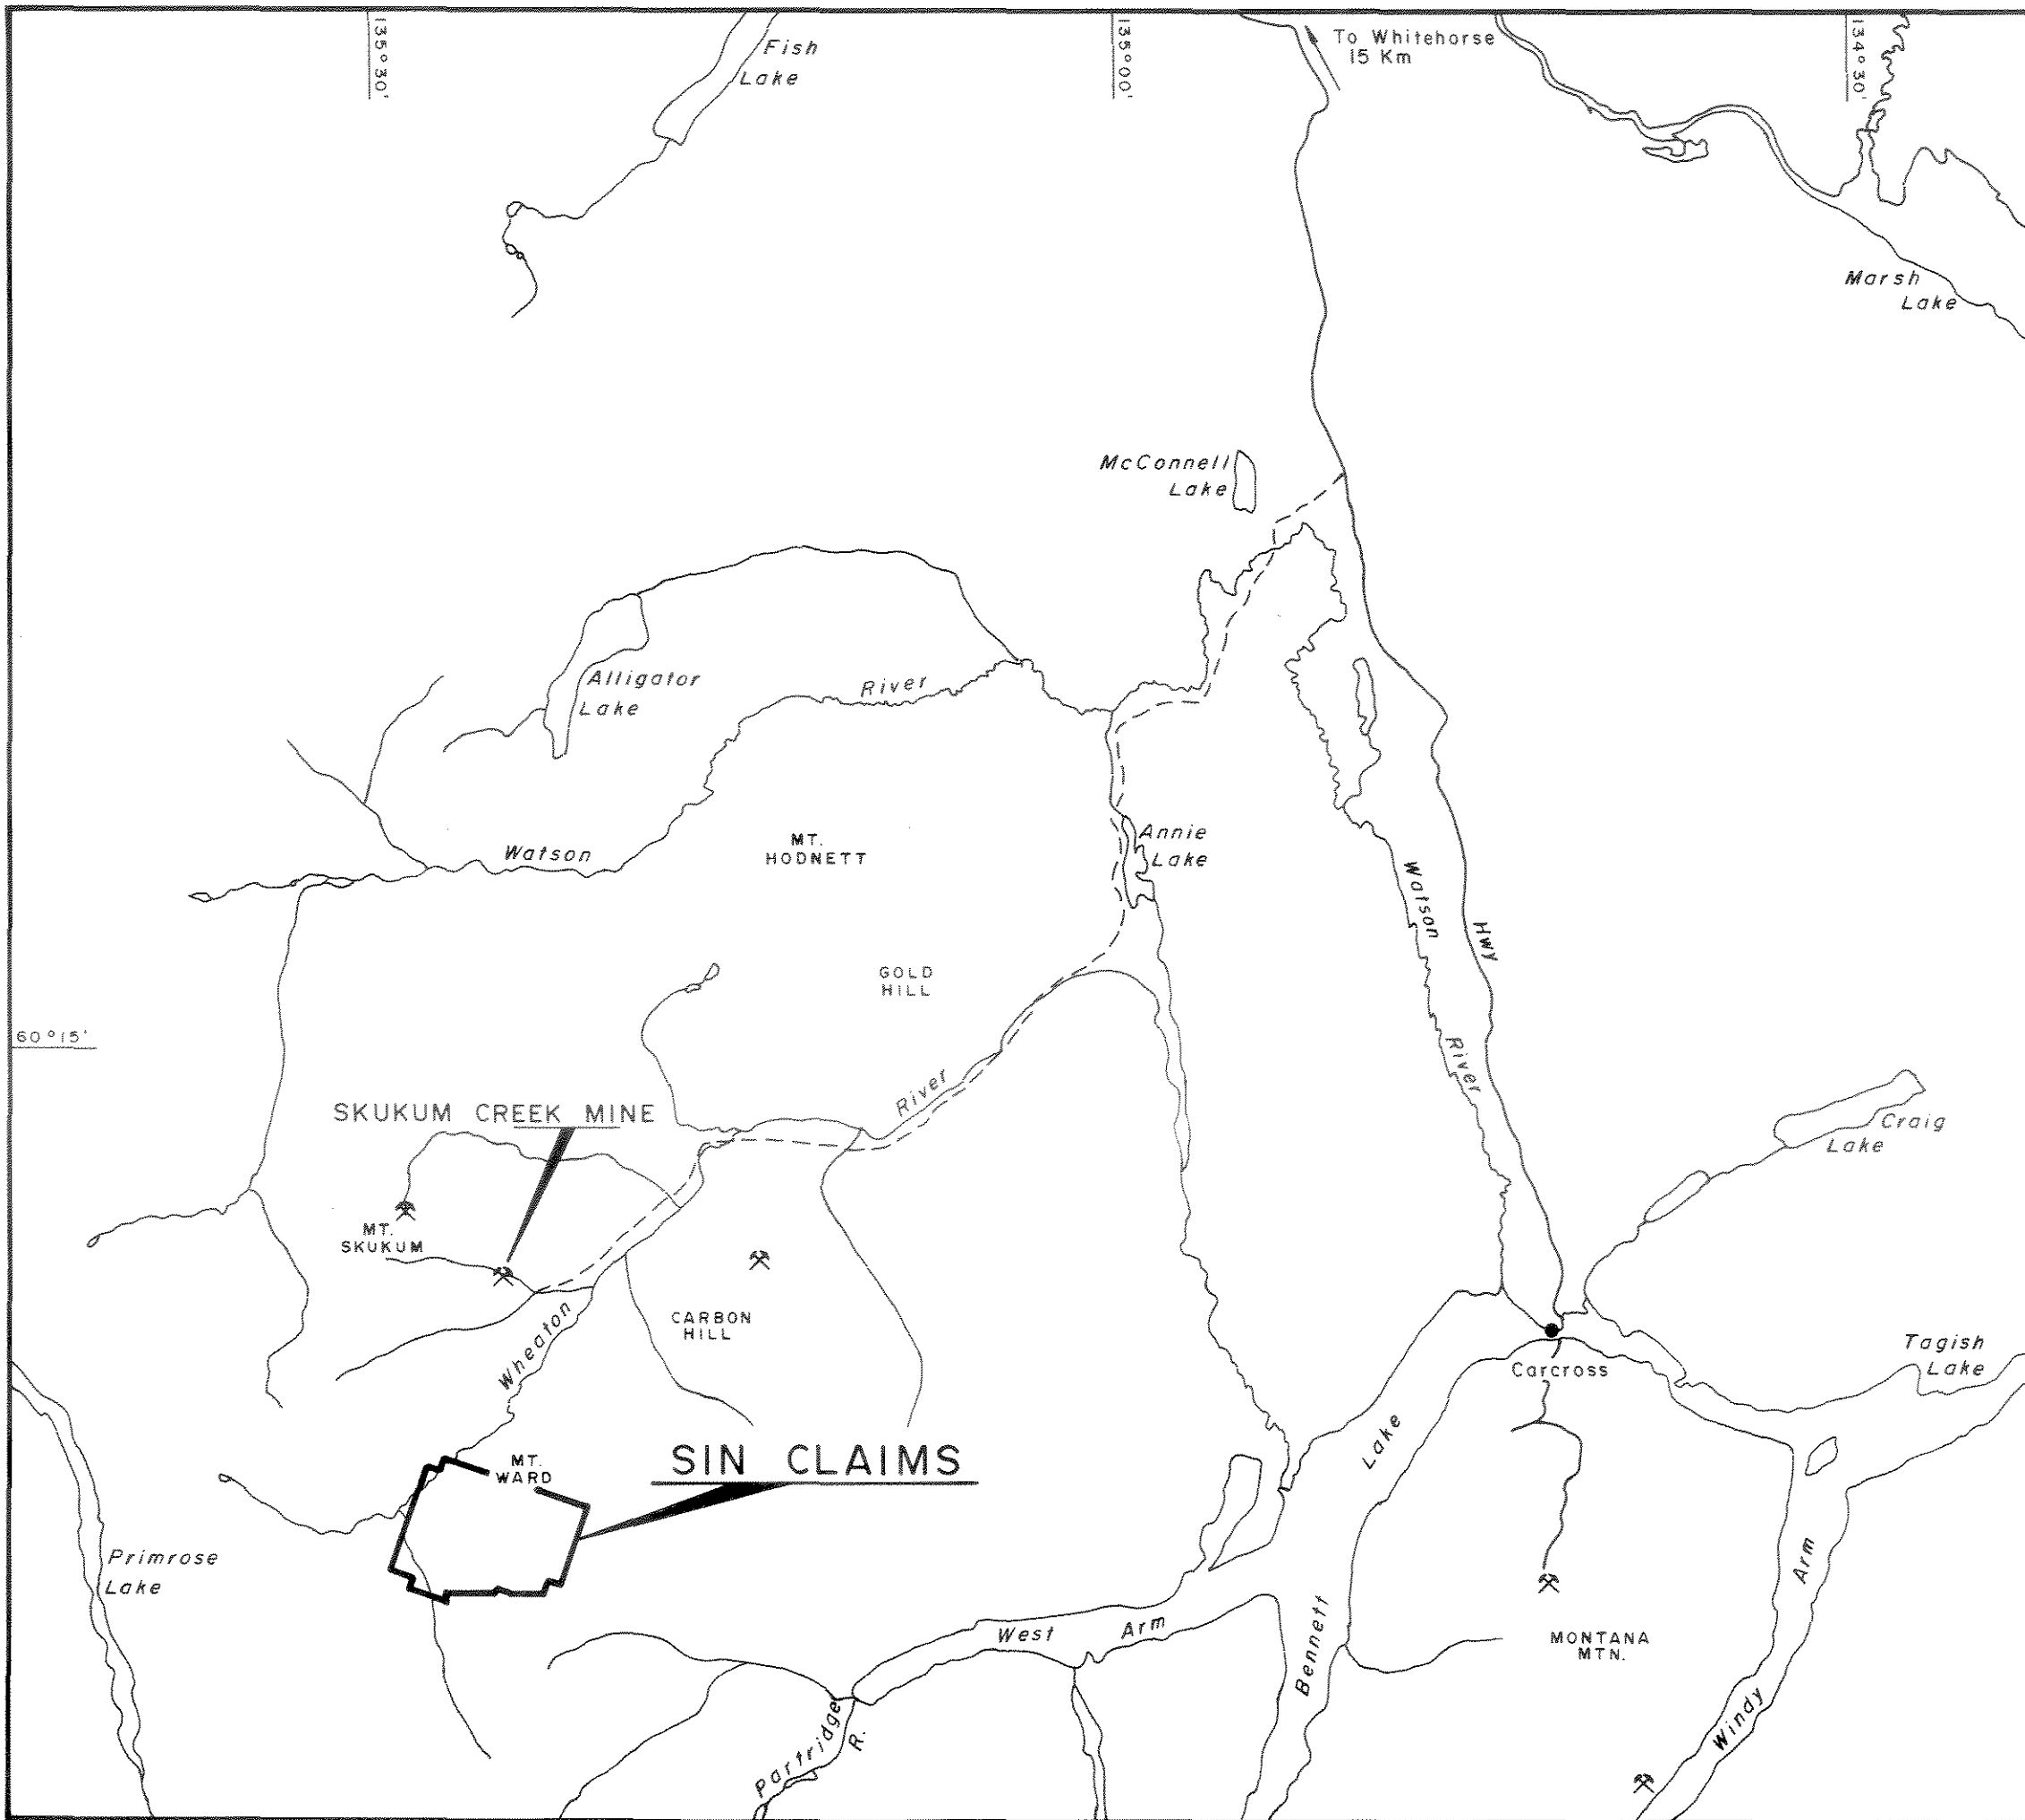 135°30'
135°00'
134°30'
Fish
Lake
To Whitehorse
15 Km
Marsh
Lake
McConnell
Lake
Alligator
Lake
River
Annie
Lake
MT.
HODNETT
Watson
Watson
Hwy
GOLD
HILL
60°15'
River
River
SKUKUM CREEK MINE
Craig
Lake
MT.
SKUKUM
CARBON
HILL
Wheaton
Tagish
Lake
Carcross
Lake
SIN CLAIMS
MT.
WARD
Primrose
Lake
Arm
West Arm
Bennett
MONTANA
MTN.
Windy
Partridge
R.